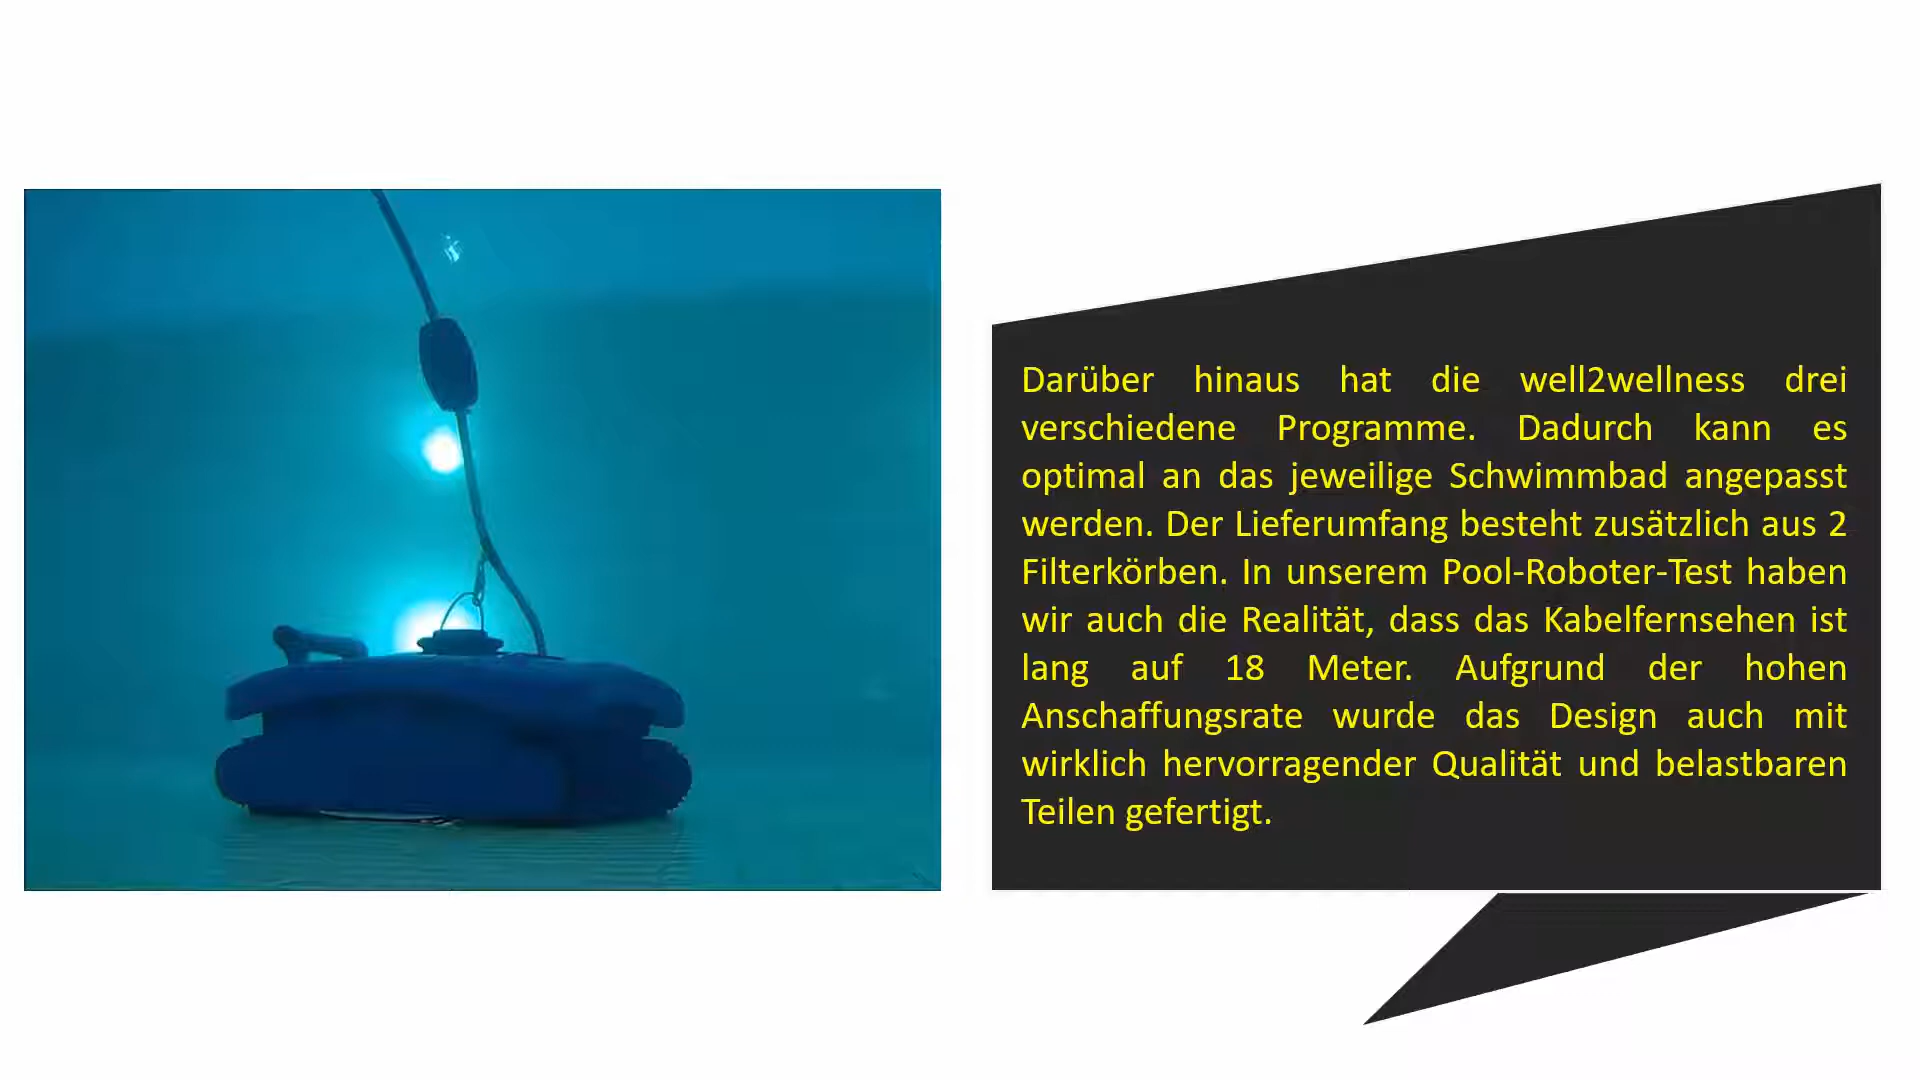 Darüber hinaus hat die well2wellness drei
verschiedene Programme. Dadurch kann es
optimal an das jeweilige Schwimmbad angepasst
werden. Der Lieferumfang besteht zusätzlich aus 2
Filterkörben. In unserem Pool-Roboter-Test haben
wir auch die Realität, dass das Kabelfernsehen ist
lang auf 18 Meter. Aufgrund der hohen
Anschaffungsrate wurde das Design auch mit
wirklich hervorragender Qualität und belastbaren
Teilen gefertigt.